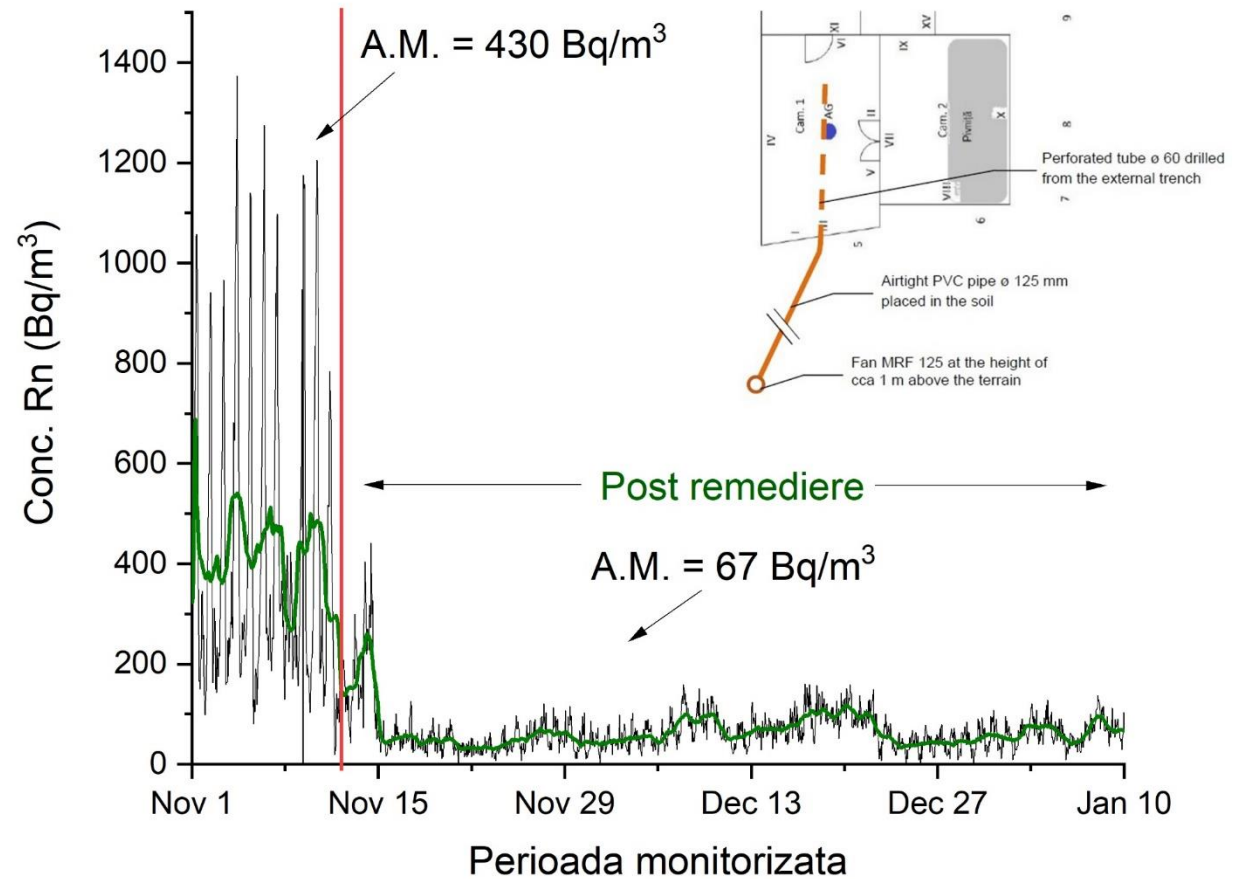 1400
1200
1000
800
600
400
200
0
Conc. Rn (Bq/m³)
Nov 1
Nov 15
Nov 29
Dec 13
Dec 27
Jan 10
Perioada monitorizata
A.M. = 430 Bq/m³
Post remediere
A.M. = 67 Bq/m³
XI
VI
XV
IX
9
IV
Cam. 1
AG
II
VII
V
Cam. 2
Pivniță
X
8
VIII
7
I
III
5
6
Perforated tube ø 60 drilled
from the external trench
Airtight PVC pipe ø 125 mm
placed in the soil
Fan MRF 125 at the height of
cca 1 m above the terrain